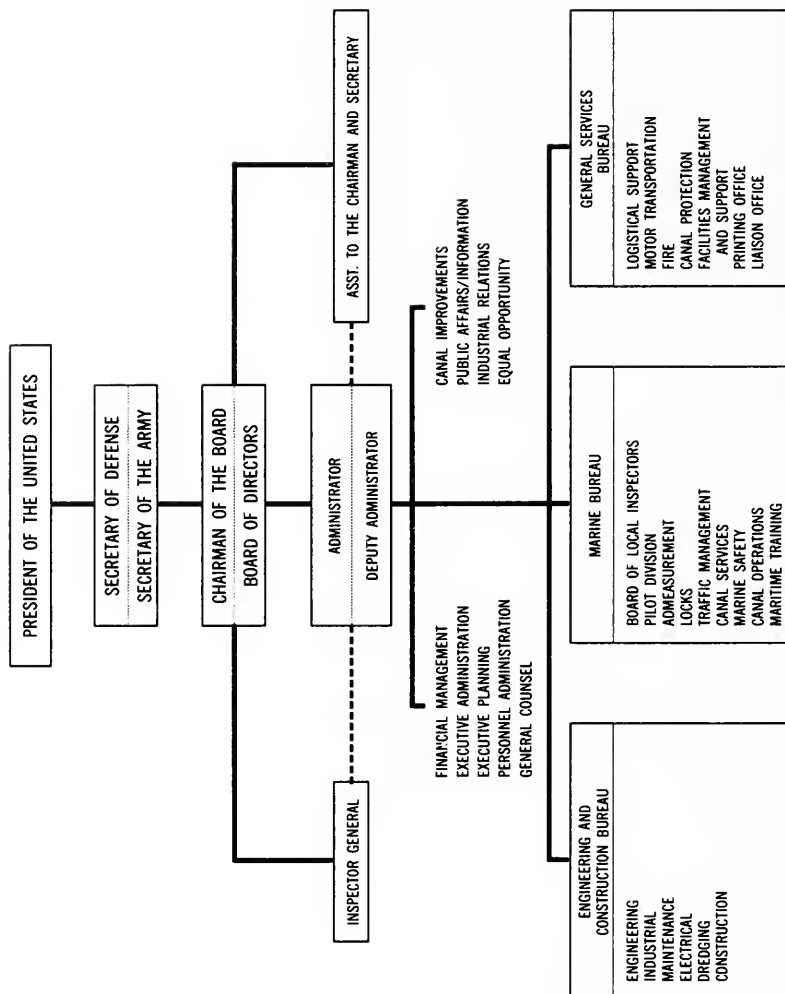 PRESIDENT OF THE UNITED STATES
SECRETARY OF DEFENSE
SECRETARY OF THE ARMY
CHAIRMAN OF THE BOARD
BOARD OF DIRECTORS
INSPECTOR GENERAL
ADMINISTRATOR
DEPUTY ADMINISTRATOR
ASST. TO THE CHAIRMAN AND SECRETARY
FINANCIAL MANAGEMENT
EXECUTIVE ADMINISTRATION
EXECUTIVE PLANNING
PERSONNEL ADMINISTRATION
GENERAL COUNSEL
CANAL IMPROVEMENTS
PUBLIC AFFAIRS/INFORMATION
INDUSTRIAL RELATIONS
EQUAL OPPORTUNITY
ENGINEERING AND
CONSTRUCTION BUREAU
ENGINEERING
INDUSTRIAL
MAINTENANCE
ELECTRICAL
DREDGING
CONSTRUCTION
MARINE BUREAU
BOARD OF LOCAL INSPECTORS
PILOT DIVISION
ADMEASUREMENT
LOCKS
TRAFFIC MANAGEMENT
CANAL SERVICES
MARINE SAFETY
CANAL OPERATIONS
MARITIME TRAINING
GENERAL SERVICES
BUREAU
LOGISTICAL SUPPORT
MOTOR TRANSPORTATION
FIRE
CANAL PROTECTION
FACILITIES MANAGEMENT
AND SUPPORT
PRINTING OFFICE
LIAISON OFFICE